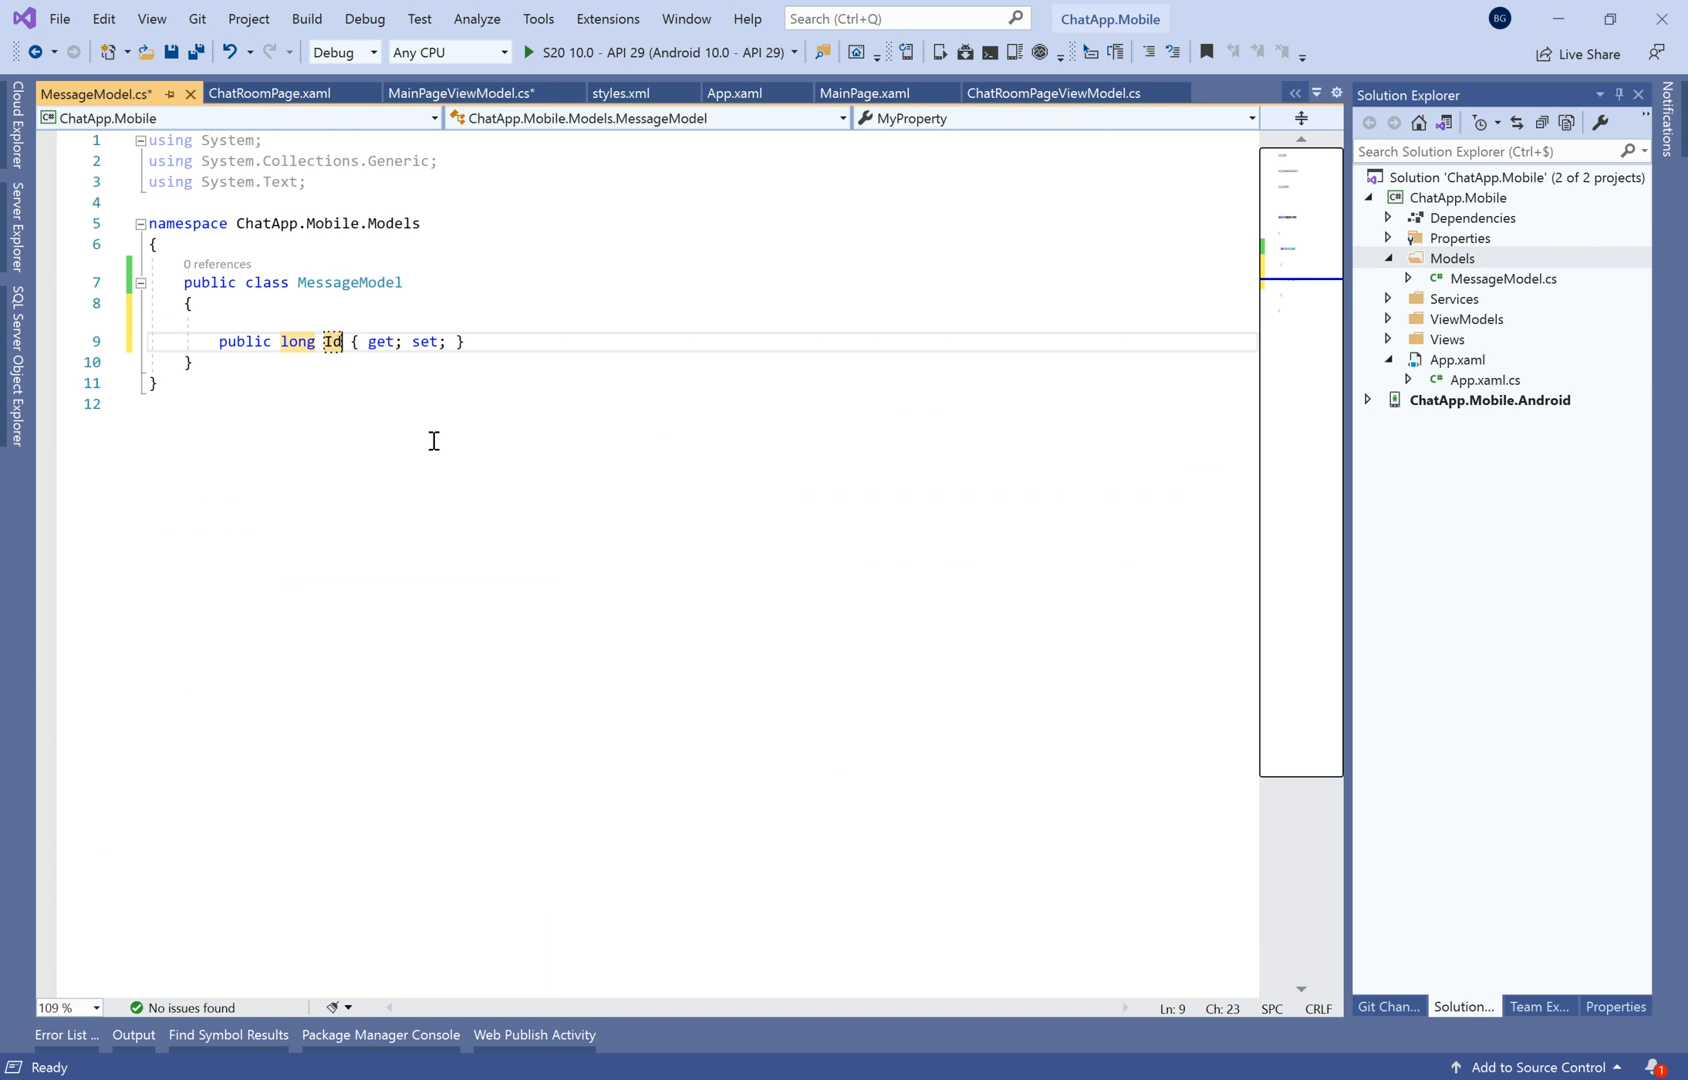 File Edit View Git Project Build Debug Test Analyze Tools Extensions Window Help Search (Ctrl+Q) ChatApp.Mobile BG
Debug Any CPU S20 10.0 - API 29 (Android 10.0 - API 29) Live Share
MessageModel.cs* ChatRoomPage.xaml MainPageViewModel.cs* styles.xml App.xaml MainPage.xaml ChatRoomPageViewModel.cs
ChatApp.Mobile ChatApp.Mobile.Models.MessageModel MyProperty
1 using System;
2 using System.Collections.Generic;
3 using System.Text;
4
5 namespace ChatApp.Mobile.Models
6 {
0 references
7 public class MessageModel
8 {
9 public long Id { get; set; }
10 }
11 }
12
Cloud Explorer
Server Explorer
SQL Server Object Explorer
Solution Explorer
Search Solution Explorer (Ctrl+$)
Solution 'ChatApp.Mobile' (2 of 2 projects)
C# ChatApp.Mobile
Dependencies
Properties
Models
C# MessageModel.cs
Services
ViewModels
Views
App.xaml
C# App.xaml.cs
ChatApp.Mobile.Android
Notifications
109 % No issues found Ln: 9 Ch: 23 SPC CRLF
Git Chan... Solution... Team Ex... Properties
Error List ... Output Find Symbol Results Package Manager Console Web Publish Activity
Ready Add to Source Control 1